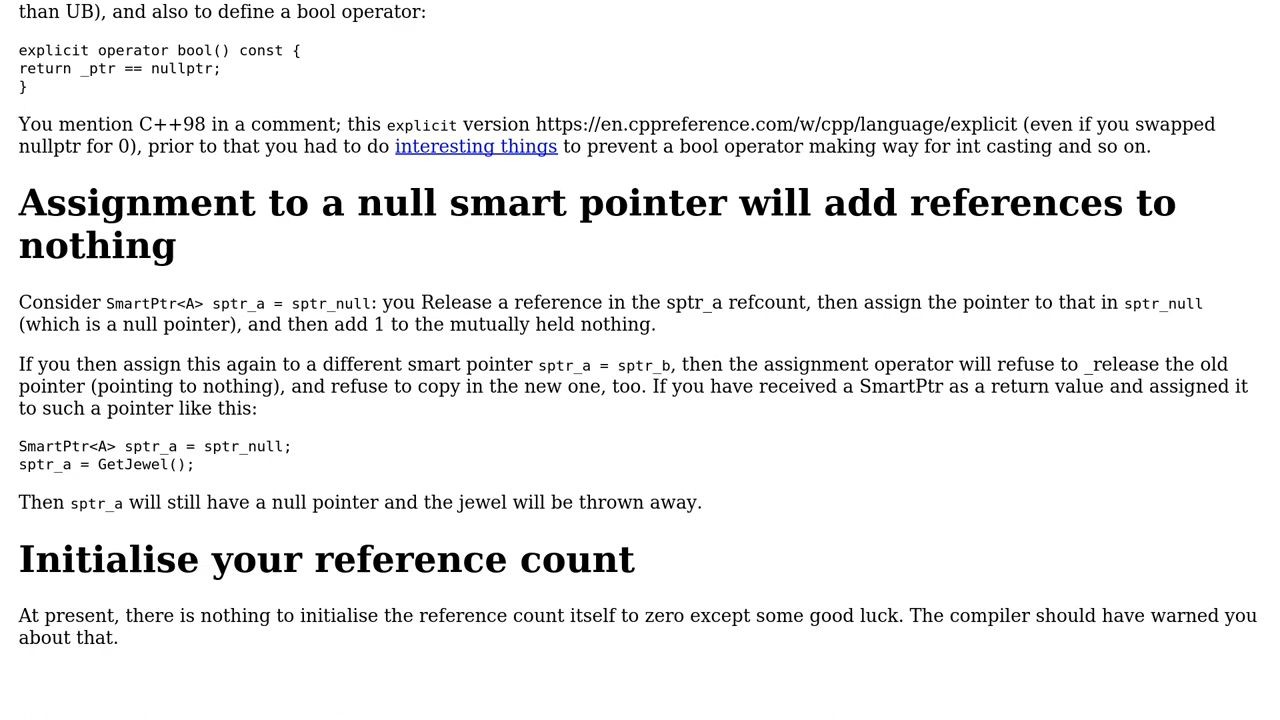 than UB), and also to define a bool operator:
explicit operator bool() const {
return _ptr == nullptr;
}
You mention C++98 in a comment; this explicit version https://en.cppreference.com/w/cpp/language/explicit (even if you swapped
nullptr for 0), prior to that you had to do interesting things to prevent a bool operator making way for int casting and so on.
Assignment to a null smart pointer will add references to
nothing
Consider SmartPtr<A> sptr_a = sptr_null: you Release a reference in the sptr_a refcount, then assign the pointer to that in sptr_null
(which is a null pointer), and then add 1 to the mutually held nothing.
If you then assign this again to a different smart pointer sptr_a = sptr_b, then the assignment operator will refuse to _release the old
pointer (pointing to nothing), and refuse to copy in the new one, too. If you have received a SmartPtr as a return value and assigned it
to such a pointer like this:
SmartPtr<A> sptr_a = sptr_null;
sptr_a = GetJewel();
Then sptr_a will still have a null pointer and the jewel will be thrown away.
Initialise your reference count
At present, there is nothing to initialise the reference count itself to zero except some good luck. The compiler should have warned you
about that.